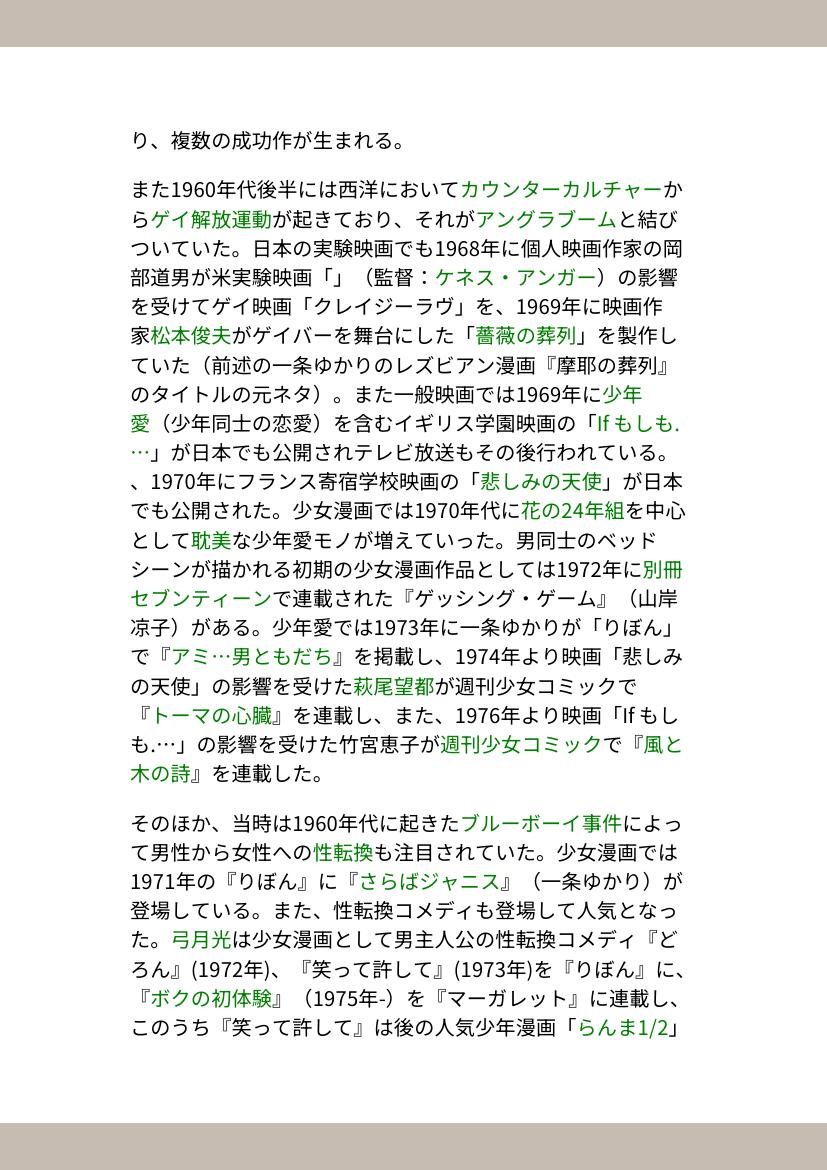 り、複数の成功作が生まれる。
また1960年代後半には西洋においてカウンターカルチャーか
らゲイ解放運動が起きており、それがアングラブームと結び
ついていた。日本の実験映画でも1968年に個人映画作家の岡
部道男が米実験映画「」（監督：ケネス・アンガー）の影響
を受けてゲイ映画「クレイジーラヴ」を、1969年に映画作
家松本俊夫がゲイバーを舞台にした「薔薇の葬列」を製作し
ていた（前述の一条ゆかりのレズビアン漫画『摩耶の葬列』
のタイトルの元ネタ）。また一般映画では1969年に少年
愛（少年同士の恋愛）を含むイギリス学園映画の「If もしも.
…」が日本でも公開されテレビ放送もその後行われている。
、1970年にフランス寄宿学校映画の「悲しみの天使」が日本
でも公開された。少女漫画では1970年代に花の24年組を中心
として耽美な少年愛モノが増えていった。男同士のベッド
シーンが描かれる初期の少女漫画作品としては1972年に別冊
セブンティーンで連載された『ゲッシング・ゲーム』（山岸
凉子）がある。少年愛では1973年に一条ゆかりが「りぼん」
で『アミ…男ともだち』を掲載し、1974年より映画「悲しみ
の天使」の影響を受けた萩尾望都が週刊少女コミックで
『トーマの心臓』を連載し、また、1976年より映画「If もし
も.…」の影響を受けた竹宮恵子が週刊少女コミックで『風と
木の詩』を連載した。
そのほか、当時は1960年代に起きたブルーボーイ事件によっ
て男性から女性への性転換も注目されていた。少女漫画では
1971年の『りぼん』に『さらばジャニス』（一条ゆかり）が
登場している。また、性転換コメディも登場して人気となっ
た。弓月光は少女漫画として男主人公の性転換コメディ『ど
ろん』(1972年)、『笑って許して』(1973年)を『りぼん』に、
『ボクの初体験』（1975年-）を『マーガレット』に連載し、
このうち『笑って許して』は後の人気少年漫画「らんま1/2」